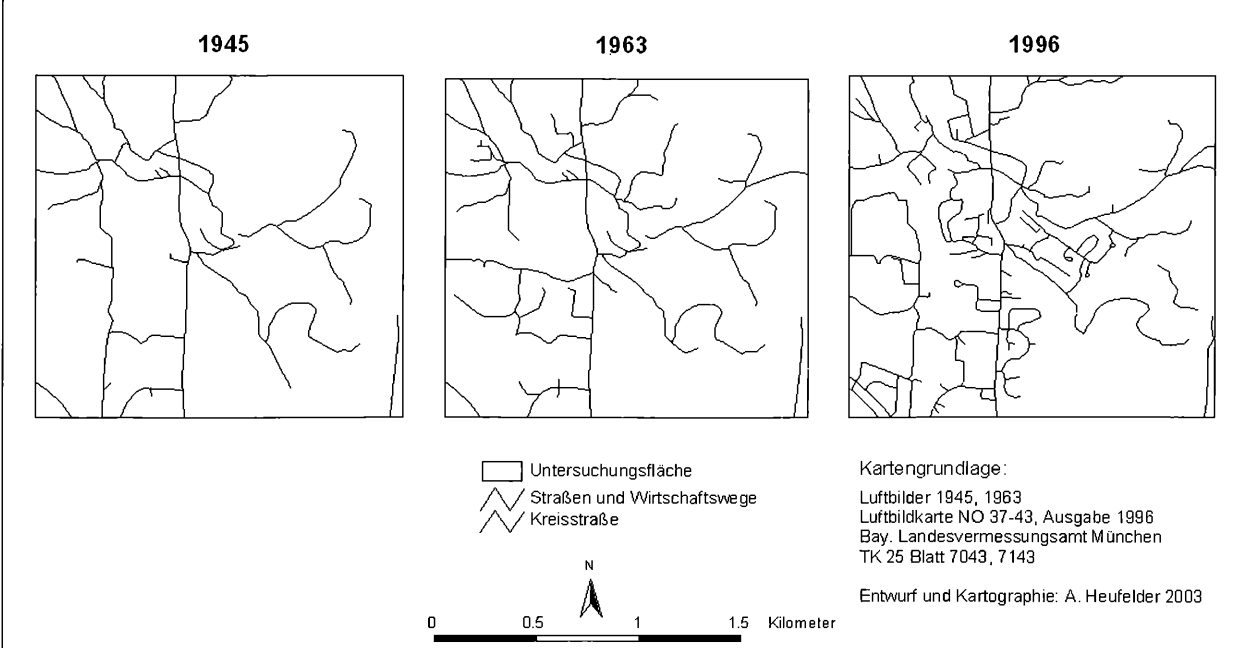 1945
1963
1996
Untersuchungsfläche
Straßen und Wirtschaftswege
Kreisstraße
Kartengrundlage:
Luftbilder 1945, 1963
Luftbildkarte NO 37-43, Ausgabe 1996
Bay. Landesvermessungsamt München
TK 25 Blatt 7043, 7143
Entwurf und Kartographie: A. Heufelder 2003
N
0 0.5 1 1.5 Kilometer